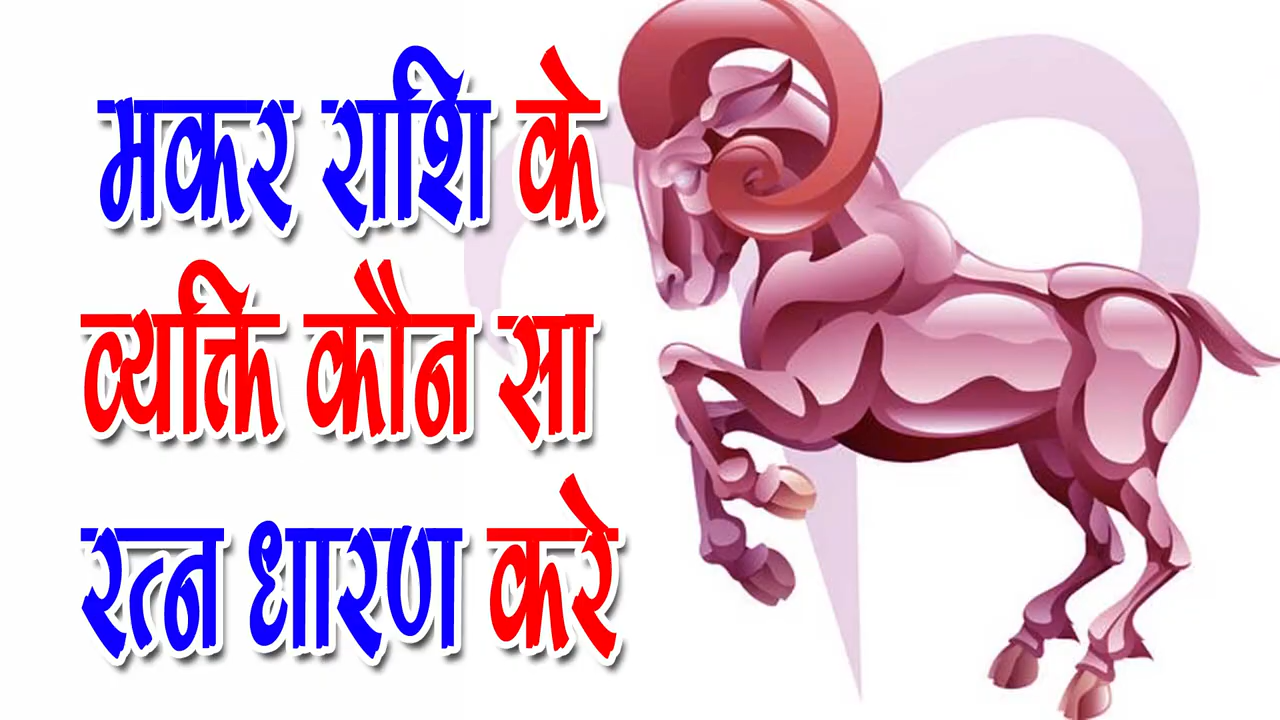 मकर राशि के
व्यक्ति कौन सा
रत्न धारण करे